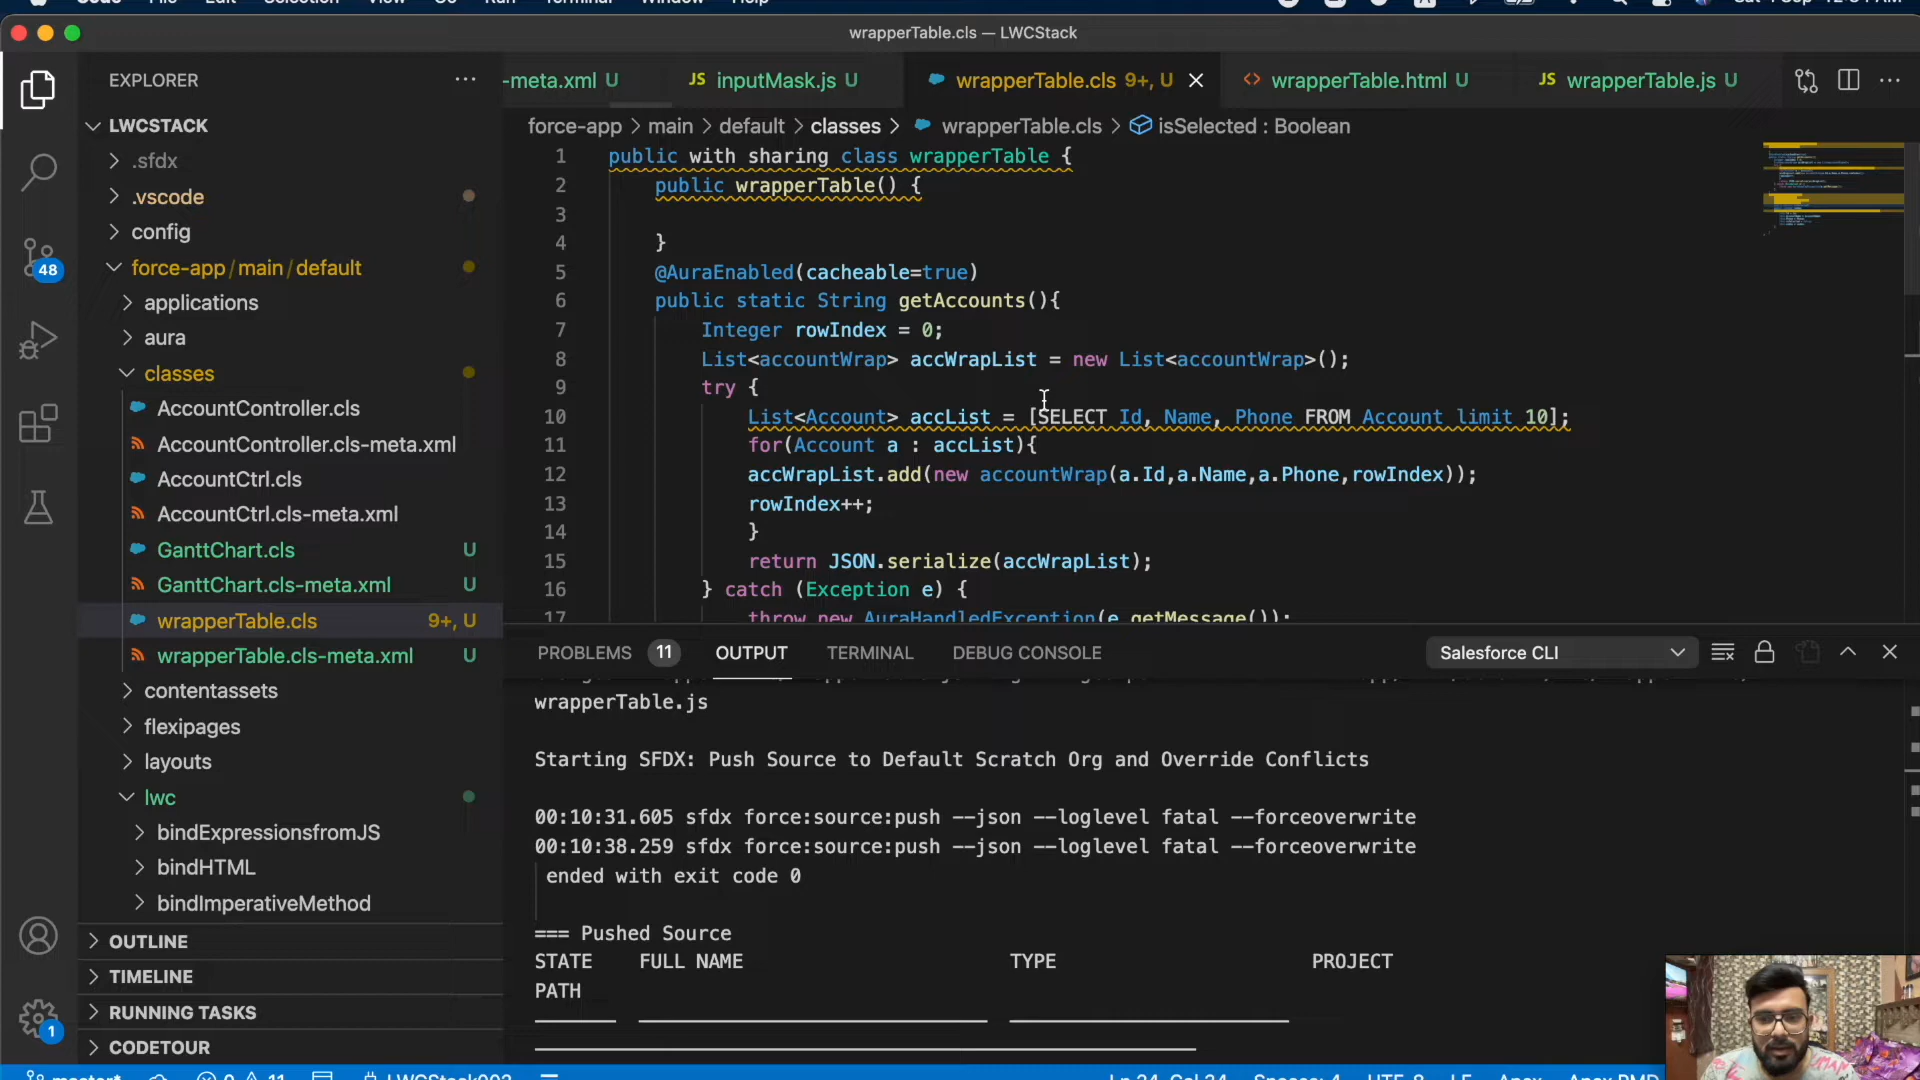 wrapperTable.cls — LWCStack
EXPLORER
-meta.xml U
JS inputMask.js U
wrapperTable.cls 9+, U
<> wrapperTable.html U
JS wrapperTable.js U
force-app > main > default > classes > wrapperTable.cls > isSelected : Boolean
LWCSTACK
.sfdx
.vscode
config
force-app/main/default
applications
aura
classes
AccountController.cls
AccountController.cls-meta.xml
AccountCtrl.cls
AccountCtrl.cls-meta.xml
GanttChart.cls U
GanttChart.cls-meta.xml U
wrapperTable.cls 9+, U
wrapperTable.cls-meta.xml U
contentassets
flexipages
layouts
lwc
bindExpressionsfromJS
bindHTML
bindImperativeMethod
OUTLINE
TIMELINE
RUNNING TASKS
CODETOUR
48
1
1 public with sharing class wrapperTable {
2 public wrapperTable() {
3
4 }
5 @AuraEnabled(cacheable=true)
6 public static String getAccounts(){
7 Integer rowIndex = 0;
8 List<accountWrap> accWrapList = new List<accountWrap>();
9 try {
10 List<Account> accList = [SELECT Id, Name, Phone FROM Account limit 10];
11 for(Account a : accList){
12 accWrapList.add(new accountWrap(a.Id,a.Name,a.Phone,rowIndex));
13 rowIndex++;
14 }
15 return JSON.serialize(accWrapList);
16 } catch (Exception e) {
17 throw new AuraHandledException(e.getMessage());
PROBLEMS 11 OUTPUT TERMINAL DEBUG CONSOLE
Salesforce CLI
wrapperTable.js
Starting SFDX: Push Source to Default Scratch Org and Override Conflicts
00:10:31.605 sfdx force:source:push --json --loglevel fatal --forceoverwrite
00:10:38.259 sfdx force:source:push --json --loglevel fatal --forceoverwrite
ended with exit code 0
=== Pushed Source
STATE FULL NAME TYPE PROJECT
PATH